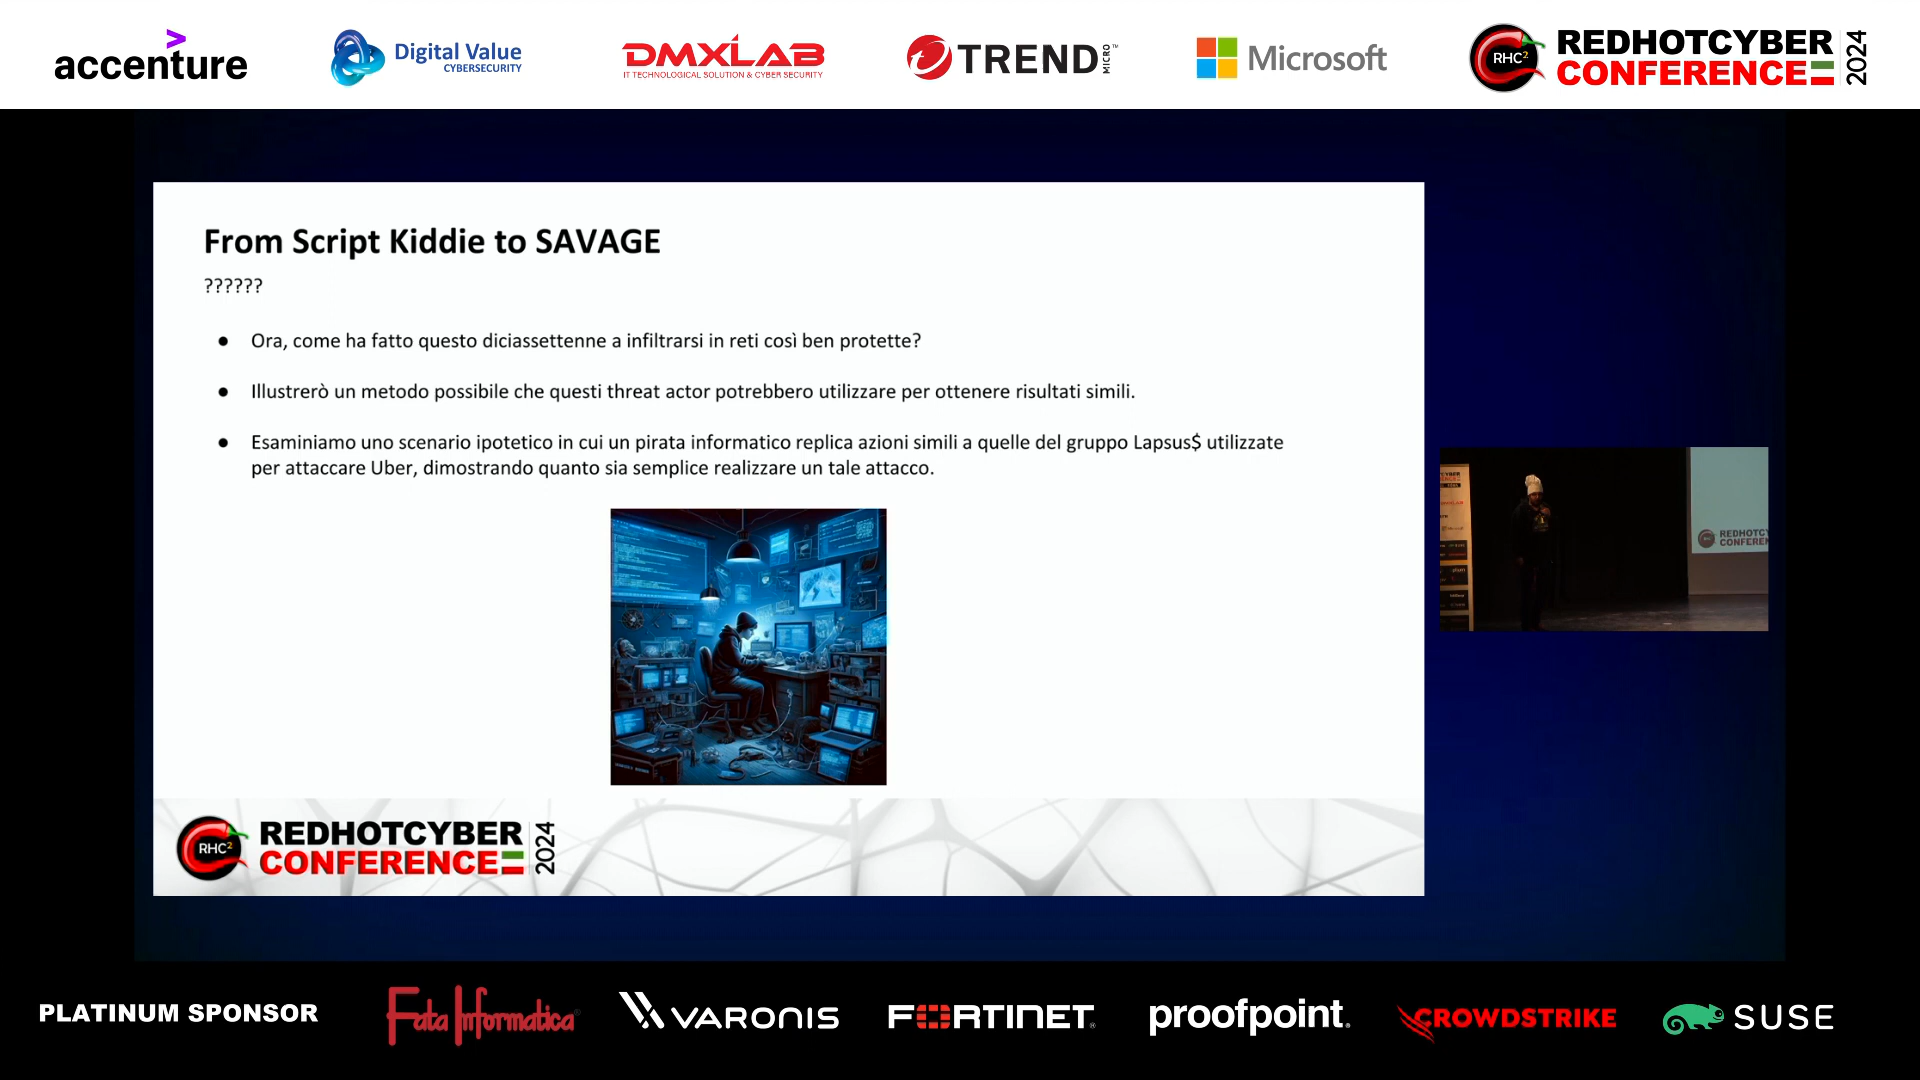 accenture
Digital Value
CYBERSECURITY
DMXLAB
IT TECHNOLOGICAL SOLUTION & CYBER SECURITY
TREND MICRO™
Microsoft
RHC²
REDHOTCYBER
CONFERENCE
2024
From Script Kiddie to SAVAGE
??????
● Ora, come ha fatto questo diciassettenne a infiltrarsi in reti così ben protette?
● Illustrerò un metodo possibile che questi threat actor potrebbero utilizzare per ottenere risultati simili.
● Esaminiamo uno scenario ipotetico in cui un pirata informatico replica azioni simili a quelle del gruppo Lapsus$ utilizzate
per attaccare Uber, dimostrando quanto sia semplice realizzare un tale attacco.
RHC²
REDHOTCYBER
CONFERENCE
2024
PLATINUM SPONSOR
Fata Informatica
VARONIS
FORTINET®
proofpoint.
CROWDSTRIKE
SUSE